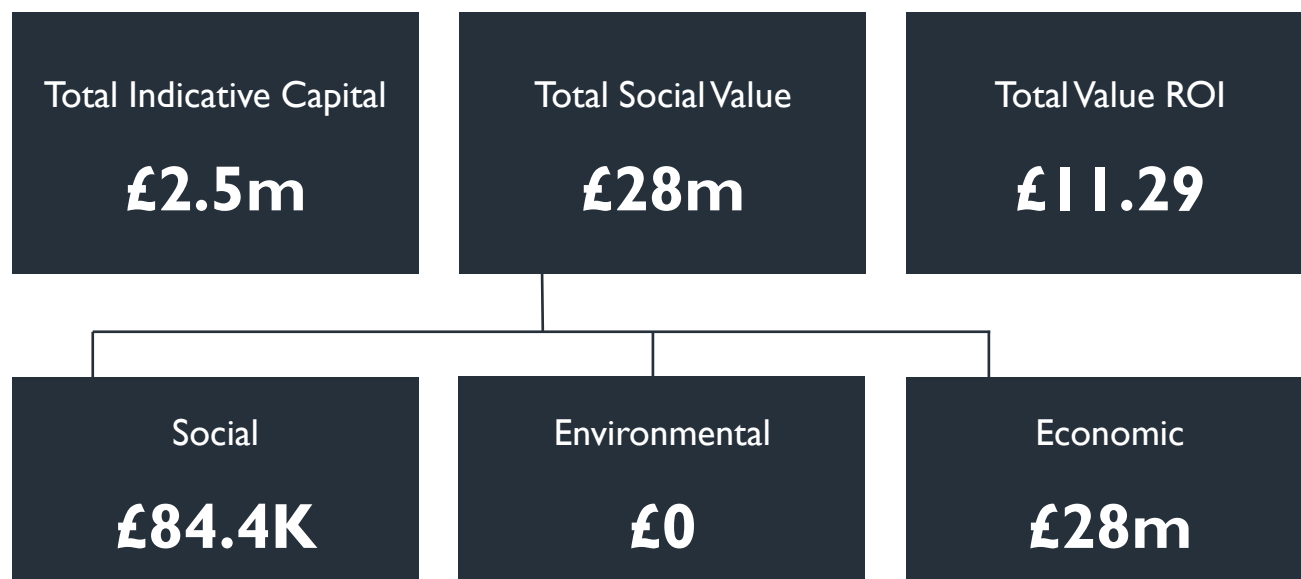 Total Indicative Capital
£2.5m
Total Social Value
£28m
Total Value ROI
£11.29
Social
£84.4K
Environmental
£0
Economic
£28m